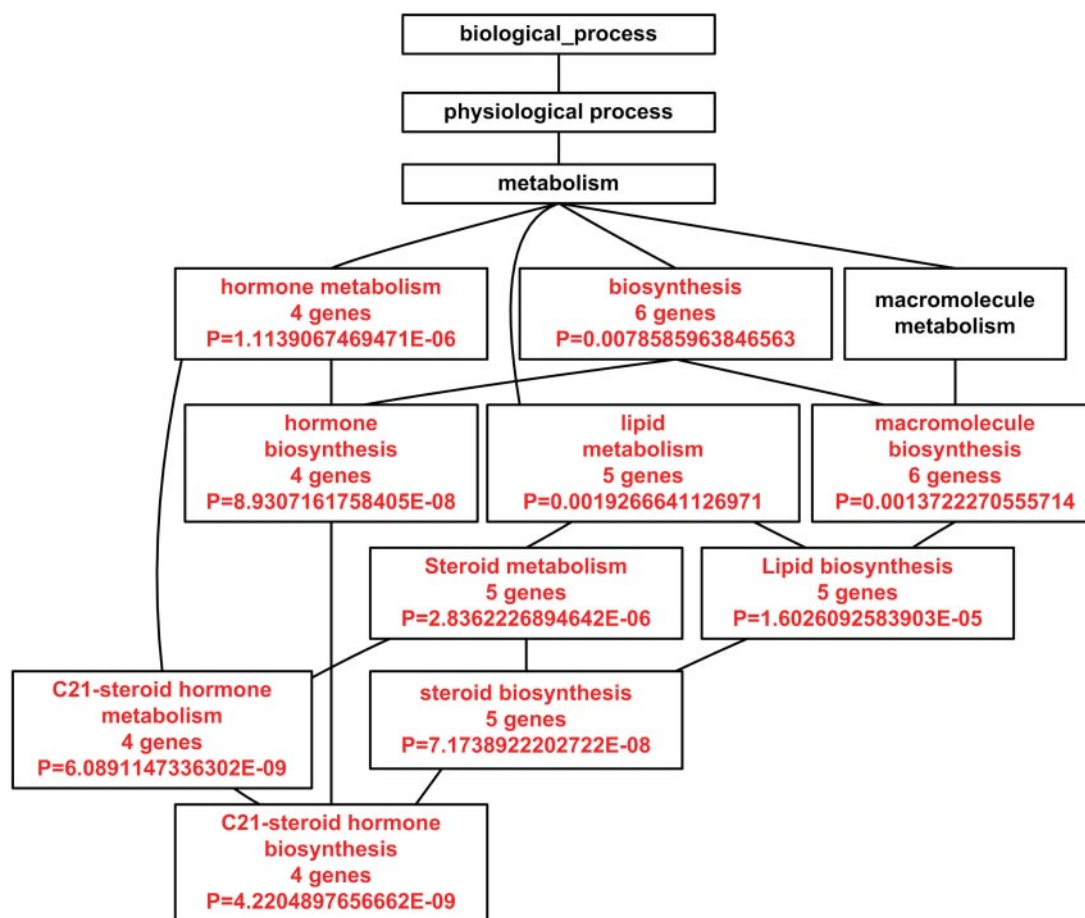 biological_process
physiological process
metabolism
hormone metabolism
4 genes
P=1.1139067469471E-06
biosynthesis
6 genes
P=0.0078585963846563
macromolecule
metabolism
hormone
biosynthesis
4 genes
P=8.9307161758405E-08
lipid
metabolism
5 genes
P=0.0019266641126971
macromolecule
biosynthesis
6 geness
P=0.0013722270555714
Steroid metabolism
5 genes
P=2.8362226894642E-06
Lipid biosynthesis
5 genes
P=1.6026092583903E-05
C21-steroid hormone
metabolism
4 genes
P=6.0891147336302E-09
steroid biosynthesis
5 genes
P=7.1738922202722E-08
C21-steroid hormone
biosynthesis
4 genes
P=4.2204897656662E-09